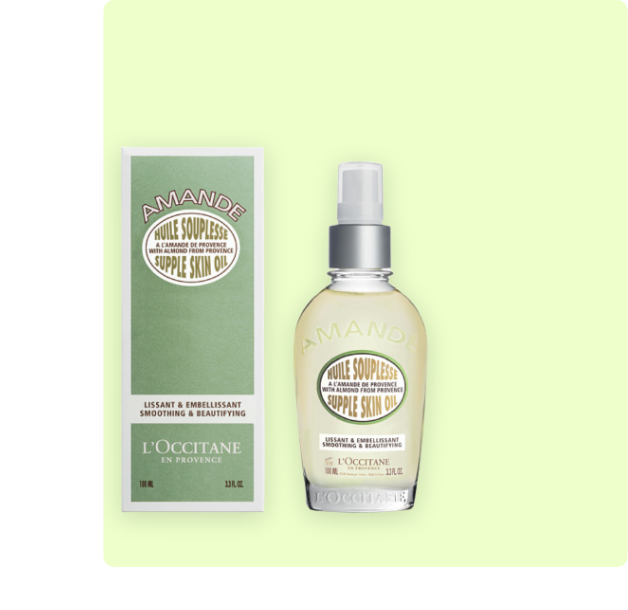 AMANDE
HUILE SOUPLESSE
A L'AMANDE DE PROVENCE
WITH ALMOND FROM PROVENCE
SUPPLE SKIN OIL
LISSANT & EMBELLISSANT
SMOOTHING & BEAUTIFYING
L'OCCITANE
EN PROVENCE
100 ML 3.3 FL. OZ.
AMANDE
HUILE SOUPLESSE
A L'AMANDE DE PROVENCE
WITH ALMOND FROM PROVENCE
SUPPLE SKIN OIL
LISSANT & EMBELLISSANT
SMOOTHING & BEAUTIFYING
L'OCCITANE
EN PROVENCE
100 ML 3.3 FL. OZ.
L'OCCITANE